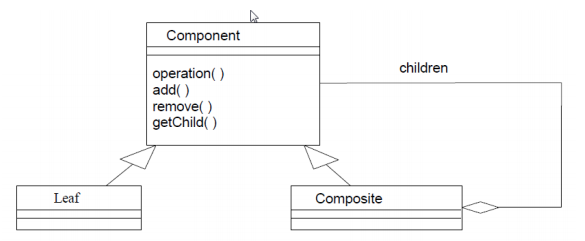 Component
operation( )
add( )
remove( )
getChild( )
children
Leaf
Composite